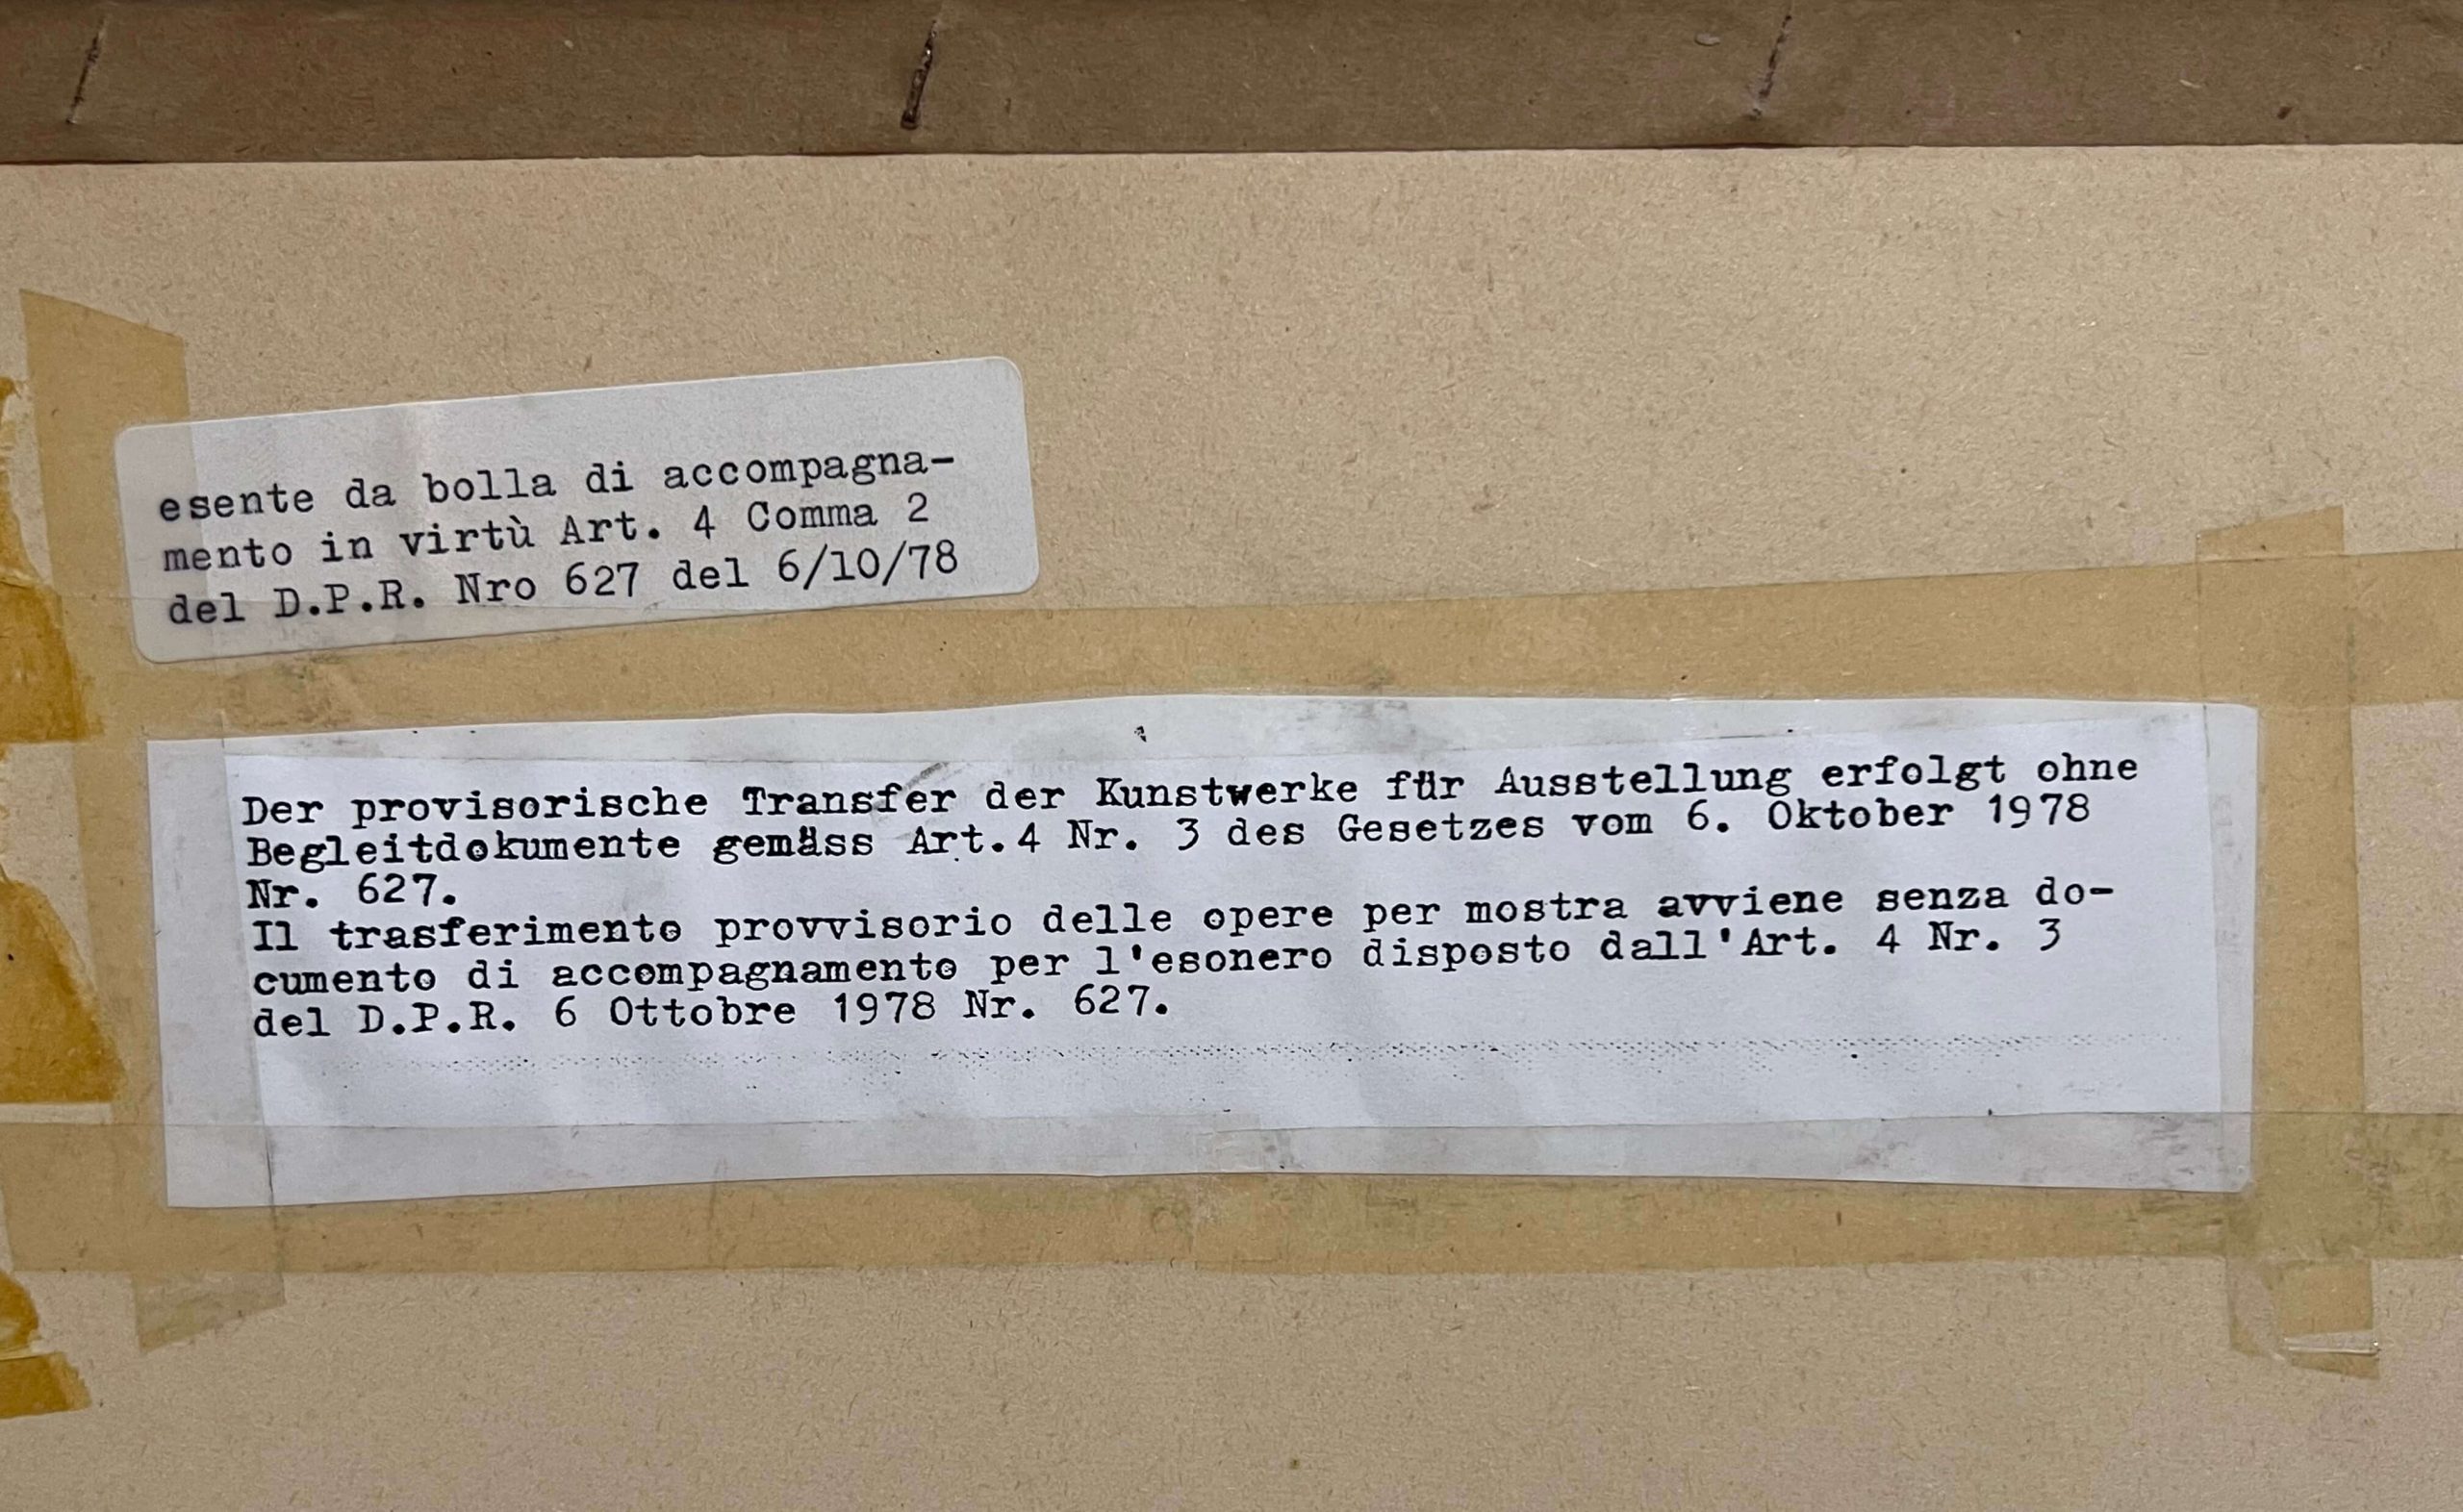 esente da bolla di accompagna-
mento in virtù Art. 4 Comma 2
del D.P.R. Nro 627 del 6/10/78
Der provisorische Transfer der Kunstwerke für Ausstellung erfolgt ohne
Begleitdokumente gemäss Art.4 Nr. 3 des Gesetzes vom 6. Oktober 1978
Nr. 627.
Il trasferimento provvisorio delle opere per mostra avviene senza do-
cumento di accompagnamento per l'esonero disposto dall'Art. 4 Nr. 3
del D.P.R. 6 Ottobre 1978 Nr. 627.